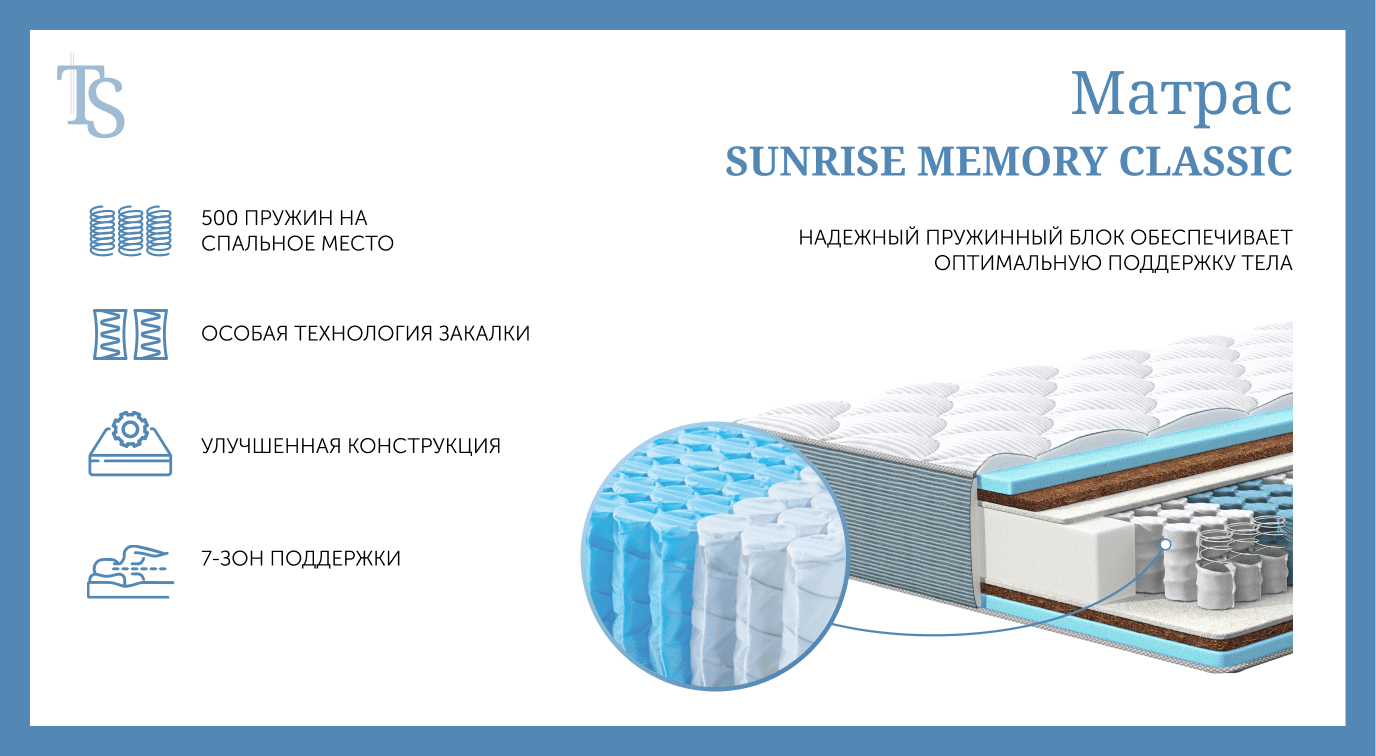 TS
Матрас
SUNRISE MEMORY CLASSIC
НАДЕЖНЫЙ ПРУЖИННЫЙ БЛОК ОБЕСПЕЧИВАЕТ
ОПТИМАЛЬНУЮ ПОДДЕРЖКУ ТЕЛА
500 ПРУЖИН НА
СПАЛЬНОЕ МЕСТО
ОСОБАЯ ТЕХНОЛОГИЯ ЗАКАЛКИ
УЛУЧШЕННАЯ КОНСТРУКЦИЯ
7-ЗОН ПОДДЕРЖКИ